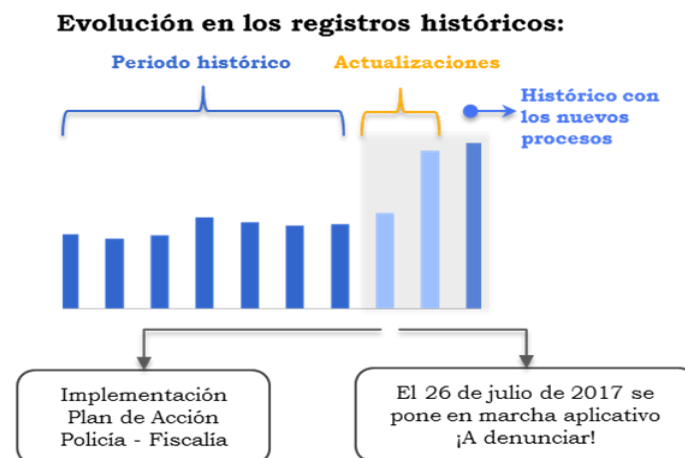 Evolución en los registros históricos:
Periodo histórico
Actualizaciones
Histórico con
los nuevos
procesos
Implementación
Plan de Acción
Policía - Fiscalía
El 26 de julio de 2017 se
pone en marcha aplicativo
¡A denunciar!